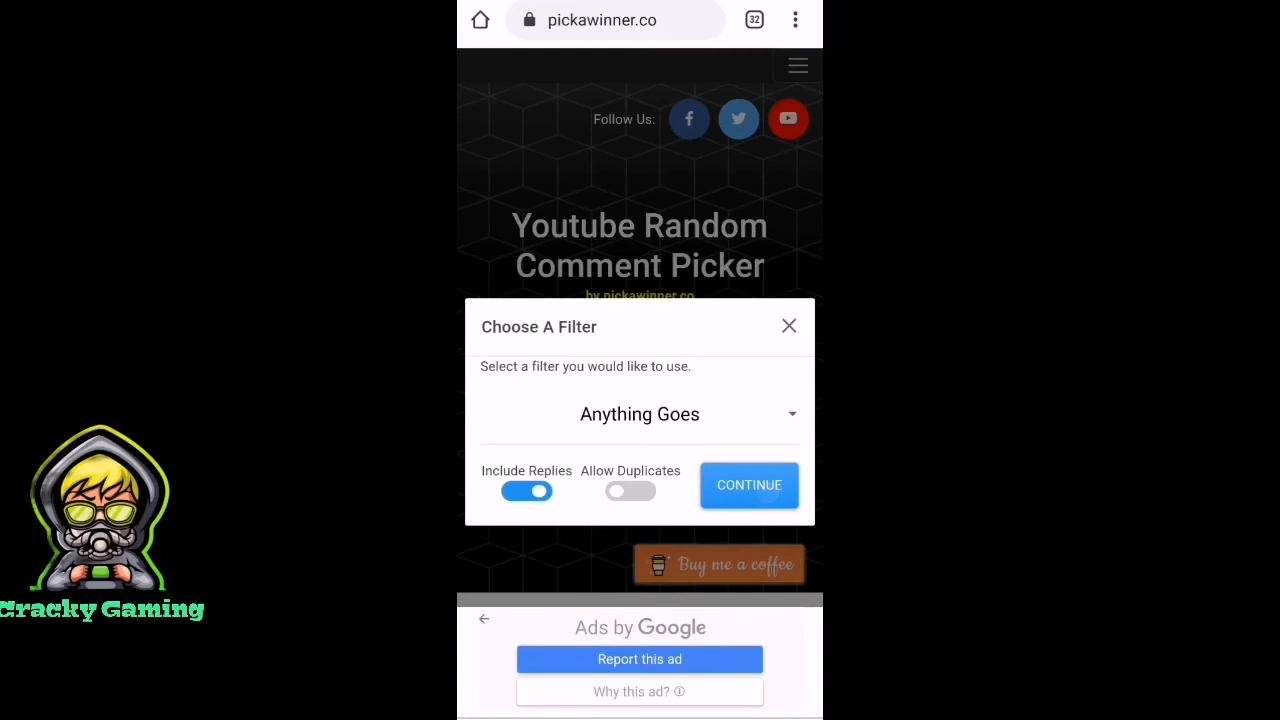 pickawinner.co
32
Follow Us:
Youtube Random
Comment Picker
by pickawinner.co
Choose A Filter
Select a filter you would like to use.
Anything Goes
Include Replies
Allow Duplicates
CONTINUE
Buy me a coffee
Cracky Gaming
Ads by Google
Report this ad
Why this ad?